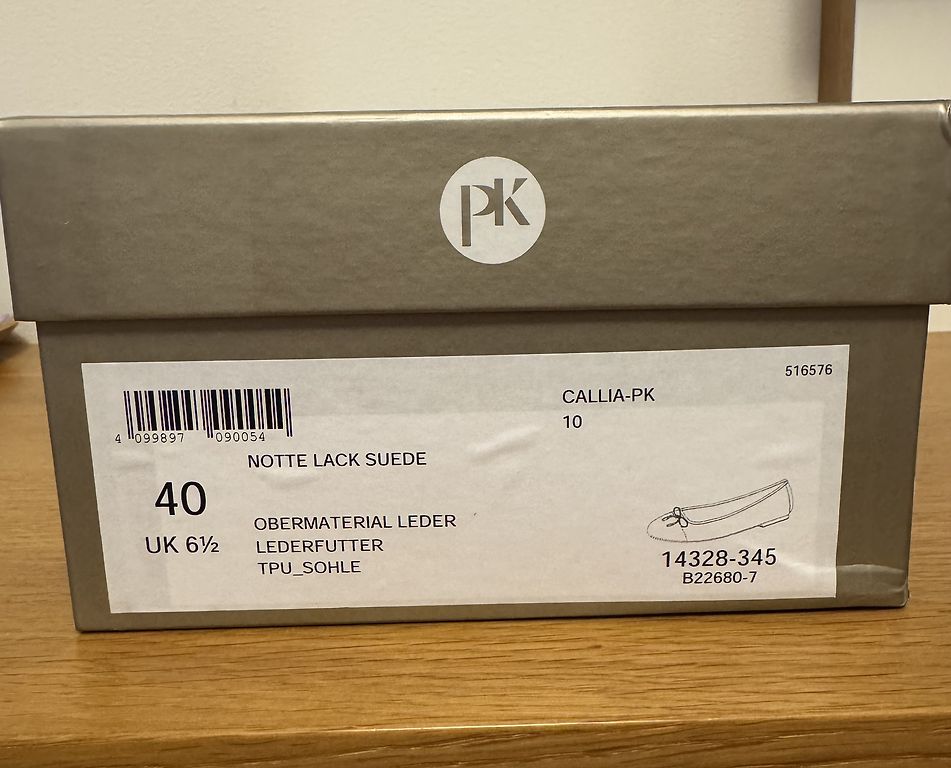 PK
516576
CALLIA-PK
10
4 099897 090054
NOTTE LACK SUEDE
40
UK 6½
OBERMATERIAL LEDER
LEDERFUTTER
TPU_SOHLE
14328-345
B22680-7